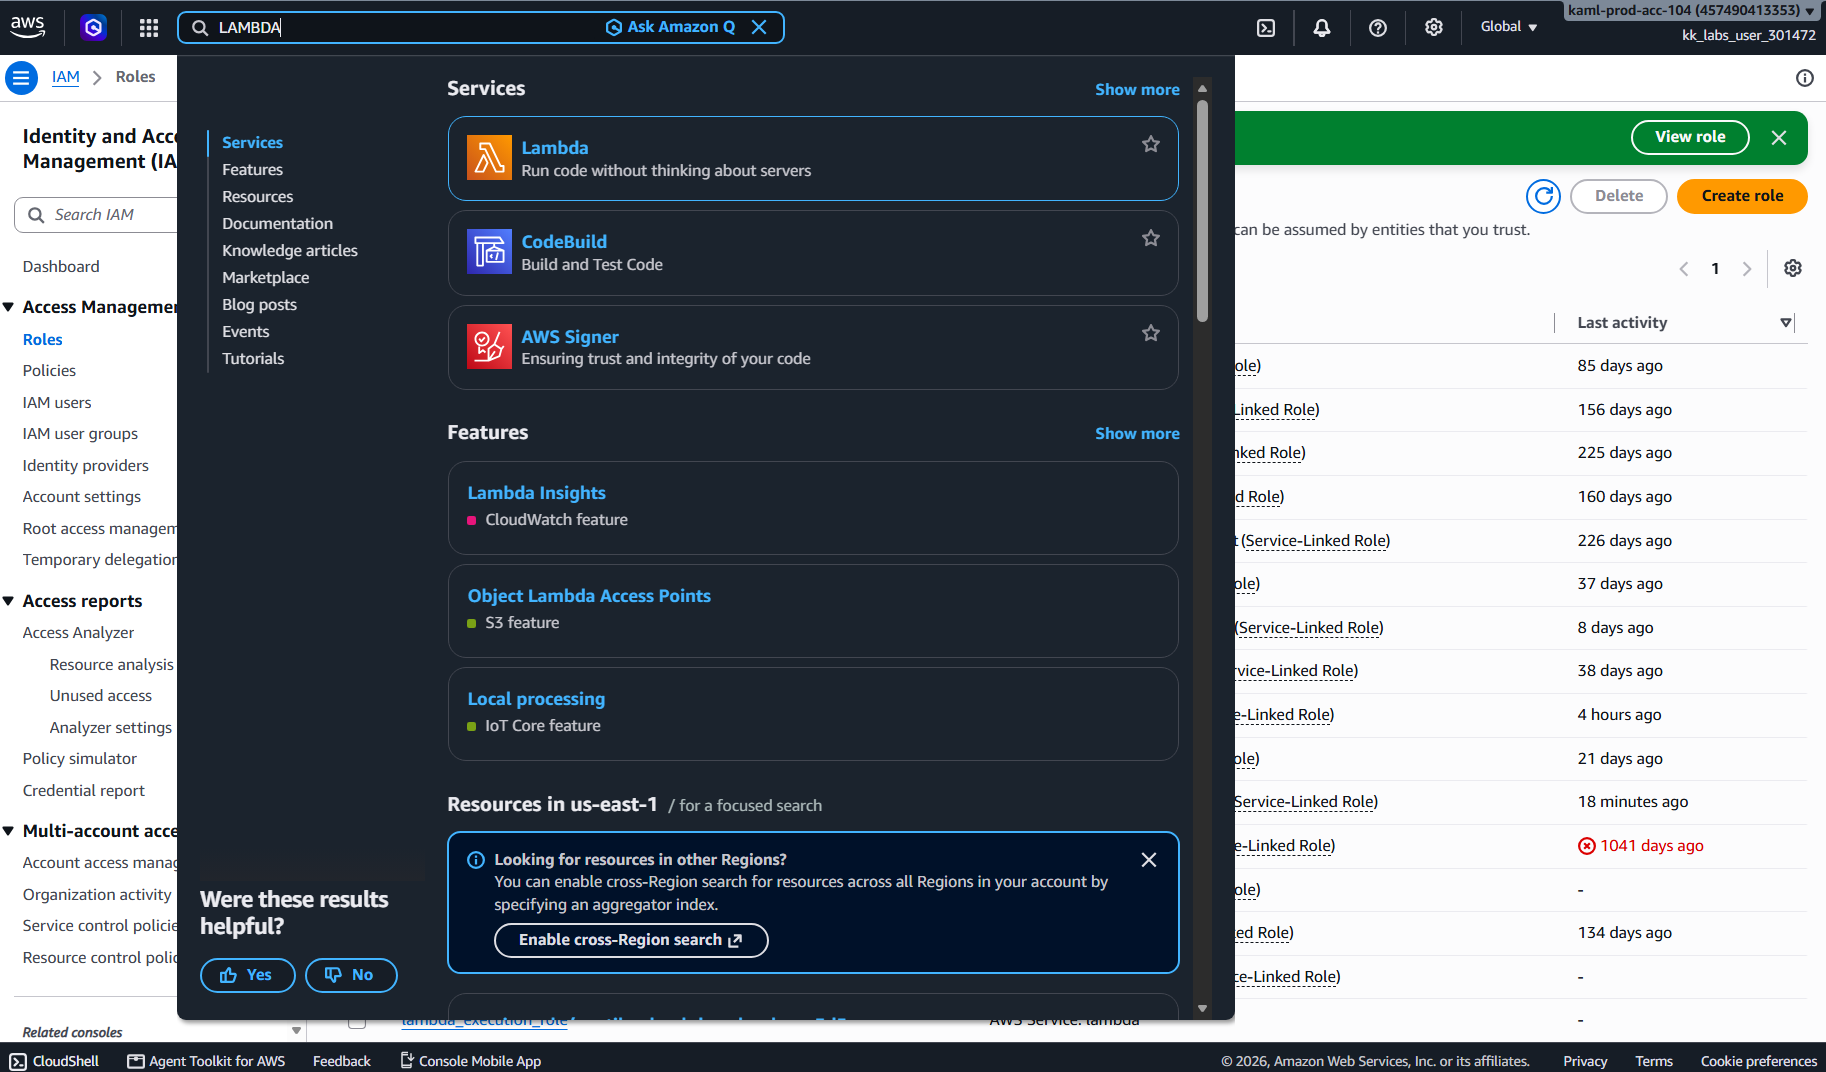 aws
LAMBDA
Ask Amazon Q
Global
kaml-prod-acc-104 (457490413353)
kk_labs_user_301472
IAM
Roles
Identity and Acc
Management (IA
Search IAM
Dashboard
Access Managemen
Roles
Policies
IAM users
IAM user groups
Identity providers
Account settings
Root access managem
Temporary delegation
Access reports
Access Analyzer
Resource analysis
Unused access
Analyzer settings
Policy simulator
Credential report
Multi-account acce
Account access manag
Organization activity
Service control policie
Resource control polic
Related consoles
Services
Features
Resources
Documentation
Knowledge articles
Marketplace
Blog posts
Events
Tutorials
Were these results
helpful?
Yes
No
Services
Show more
Lambda
Run code without thinking about servers
CodeBuild
Build and Test Code
AWS Signer
Ensuring trust and integrity of your code
Features
Show more
Lambda Insights
CloudWatch feature
Object Lambda Access Points
S3 feature
Local processing
IoT Core feature
Resources in us-east-1 / for a focused search
Looking for resources in other Regions?
You can enable cross-Region search for resources across all Regions in your account by
specifying an aggregator index.
Enable cross-Region search
lambda_execution_role
AWS Service: lambda
View role
Delete
Create role
can be assumed by entities that you trust.
1
Last activity
ole)
85 days ago
Linked Role)
156 days ago
nked Role)
225 days ago
d Role)
160 days ago
t (Service-Linked Role)
226 days ago
ole)
37 days ago
(Service-Linked Role)
8 days ago
rvice-Linked Role)
38 days ago
e-Linked Role)
4 hours ago
ole)
21 days ago
Service-Linked Role)
18 minutes ago
e-Linked Role)
1041 days ago
ole)
-
ked Role)
134 days ago
ce-Linked Role)
-
-
CloudShell
Agent Toolkit for AWS
Feedback
Console Mobile App
© 2026, Amazon Web Services, Inc. or its affiliates.
Privacy
Terms
Cookie preferences